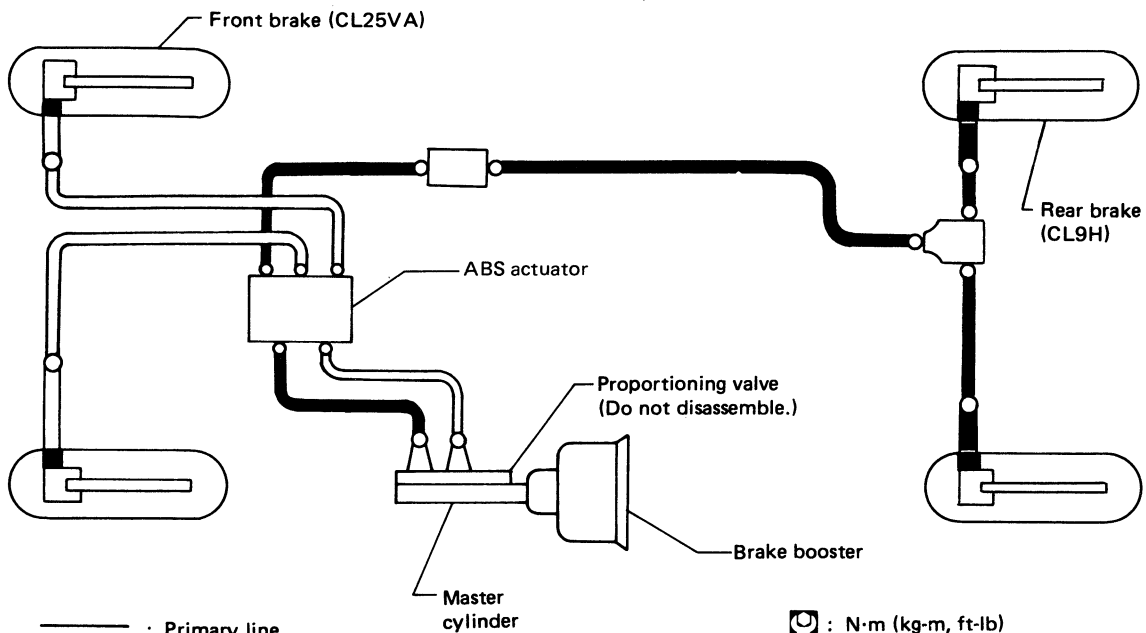 Front brake (CL25VA)
Rear brake
(CL9H)
ABS actuator
Proportioning valve
(Do not disassemble.)
Brake booster
Master
cylinder
: Primary line
: N·m (kg-m, ft-lb)